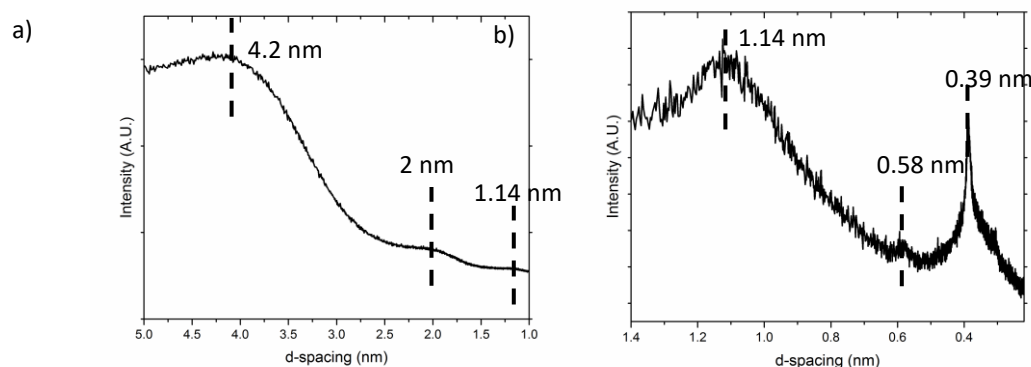 a)
4.2 nm
2 nm
1.14 nm
Intensity (A.U.)
5.0 4.5 4.0 3.5 3.0 2.5 2.0 1.5 1.0
d-spacing (nm)
b)
1.14 nm
0.39 nm
0.58 nm
Intensity (A.U.)
1.4 1.2 1.0 0.8 0.6 0.4
d-spacing (nm)